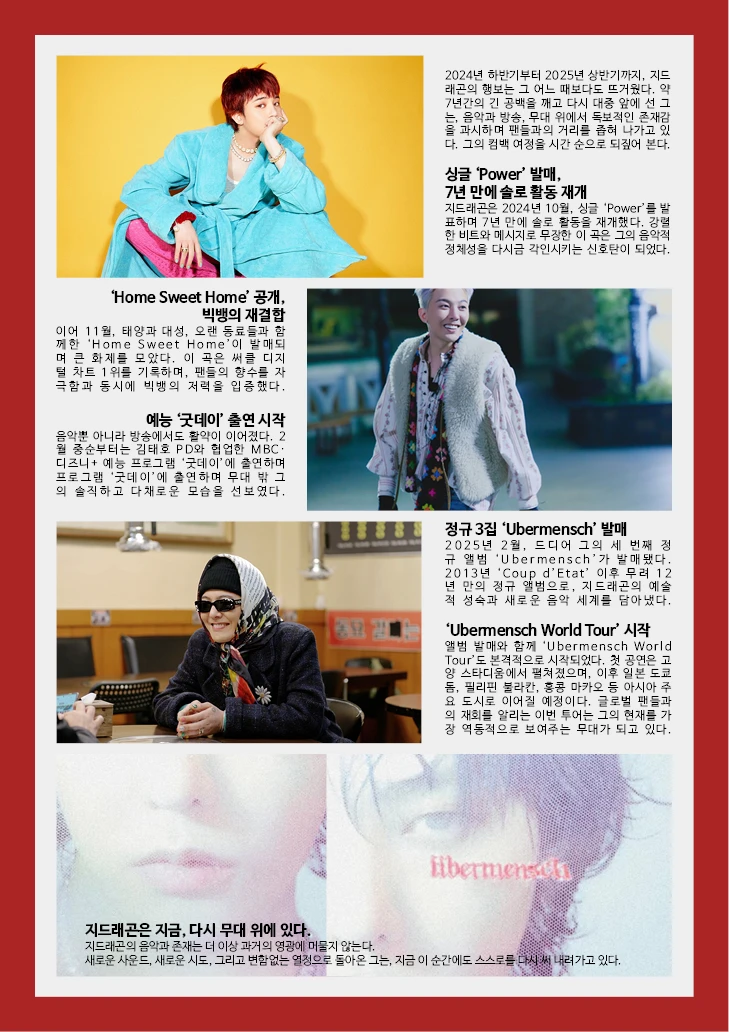 2024년 하반기부터 2025년 상반기까지, 지드
래곤의 행보는 그 어느 때보다도 뜨거웠다. 약
7년간의 긴 공백을 깨고 다시 대중 앞에 선 그
는, 음악과 방송, 무대 위에서 독보적인 존재감
을 과시하며 팬들과의 거리를 좁혀 나가고 있
다. 그의 컴백 여정을 시간 순으로 되짚어 본다.
싱글 ‘Power’ 발매,
7년 만에 솔로 활동 재개
지드래곤은 2024년 10월, 싱글 ‘Power’를 발
표하며 7년 만에 솔로 활동을 재개했다. 강렬
한 비트와 메시지로 무장한 이 곡은 그의 음악적
정체성을 다시금 각인시키는 신호탄이 되었다.
‘Home Sweet Home’ 공개,
빅뱅의 재결합
이어 11월, 태양과 대성, 오랜 동료들과 함
께한 ‘Home Sweet Home’이 발매되
며 큰 화제를 모았다. 이 곡은 써클 디지
털 차트 1위를 기록하며, 팬들의 향수를 자
극함과 동시에 빅뱅의 저력을 입증했다.
예능 ‘굿데이’ 출연 시작
음악뿐 아니라 방송에서도 활약이 이어졌다. 2
월 중순부터는 김태호 PD와 협업한 MBC·
디즈니+ 예능 프로그램 ‘굿데이’에 출연하며
프로그램 ‘굿데이’에 출연하며 무대 밖 그
의 솔직하고 다채로운 모습을 선보였다.
정규 3집 ‘Ubermensch’ 발매
2025년 2월, 드디어 그의 세 번째 정
규 앨범 ‘Ubermensch’가 발매됐다.
2013년 ‘Coup d’Etat’ 이후 무려 12
년 만의 정규 앨범으로, 지드래곤의 예술
적 성숙과 새로운 음악 세계를 담아냈다.
‘Ubermensch World Tour’ 시작
앨범 발매와 함께 ‘Ubermensch World
Tour’도 본격적으로 시작되었다. 첫 공연은 고
양 스타디움에서 펼쳐졌으며, 이후 일본 도쿄
돔, 필리핀 불라칸, 홍콩 마카오 등 아시아 주
요 도시로 이어질 예정이다. 글로벌 팬들과
의 재회를 알리는 이번 투어는 그의 현재를 가
장 역동적으로 보여주는 무대가 되고 있다.
übermensch
지드래곤은 지금, 다시 무대 위에 있다.
지드래곤의 음악과 존재는 더 이상 과거의 영광에 머물지 않는다.
새로운 사운드, 새로운 시도, 그리고 변함없는 열정으로 돌아온 그는, 지금 이 순간에도 스스로를 다시 써 내려가고 있다.